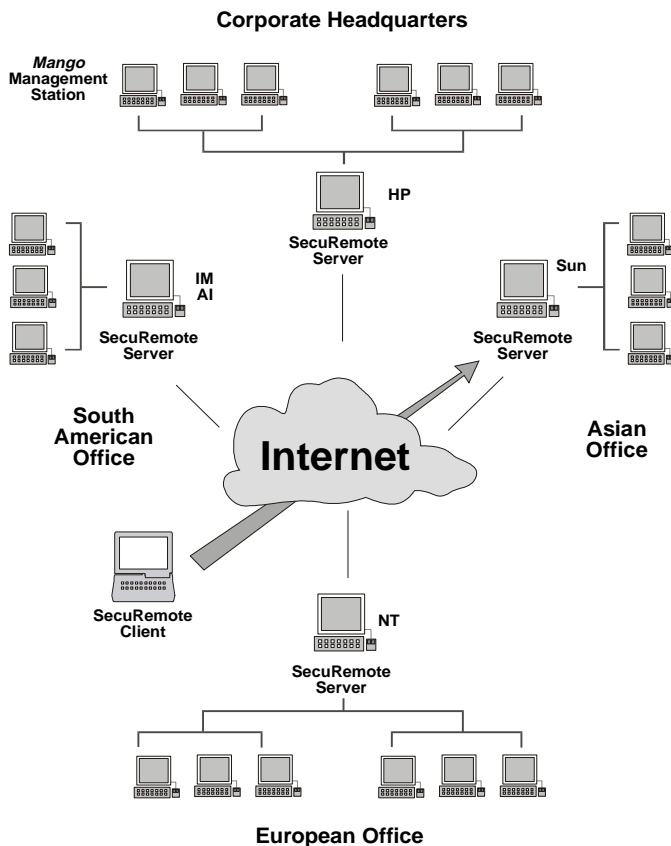 Corporate Headquarters
Mango
Management
Station
HP
SecuRemote
Server
IM
AI
SecuRemote
Server
Sun
SecuRemote
Server
South
American
Office
Internet
Asian
Office
SecuRemote
Client
NT
SecuRemote
Server
European Office